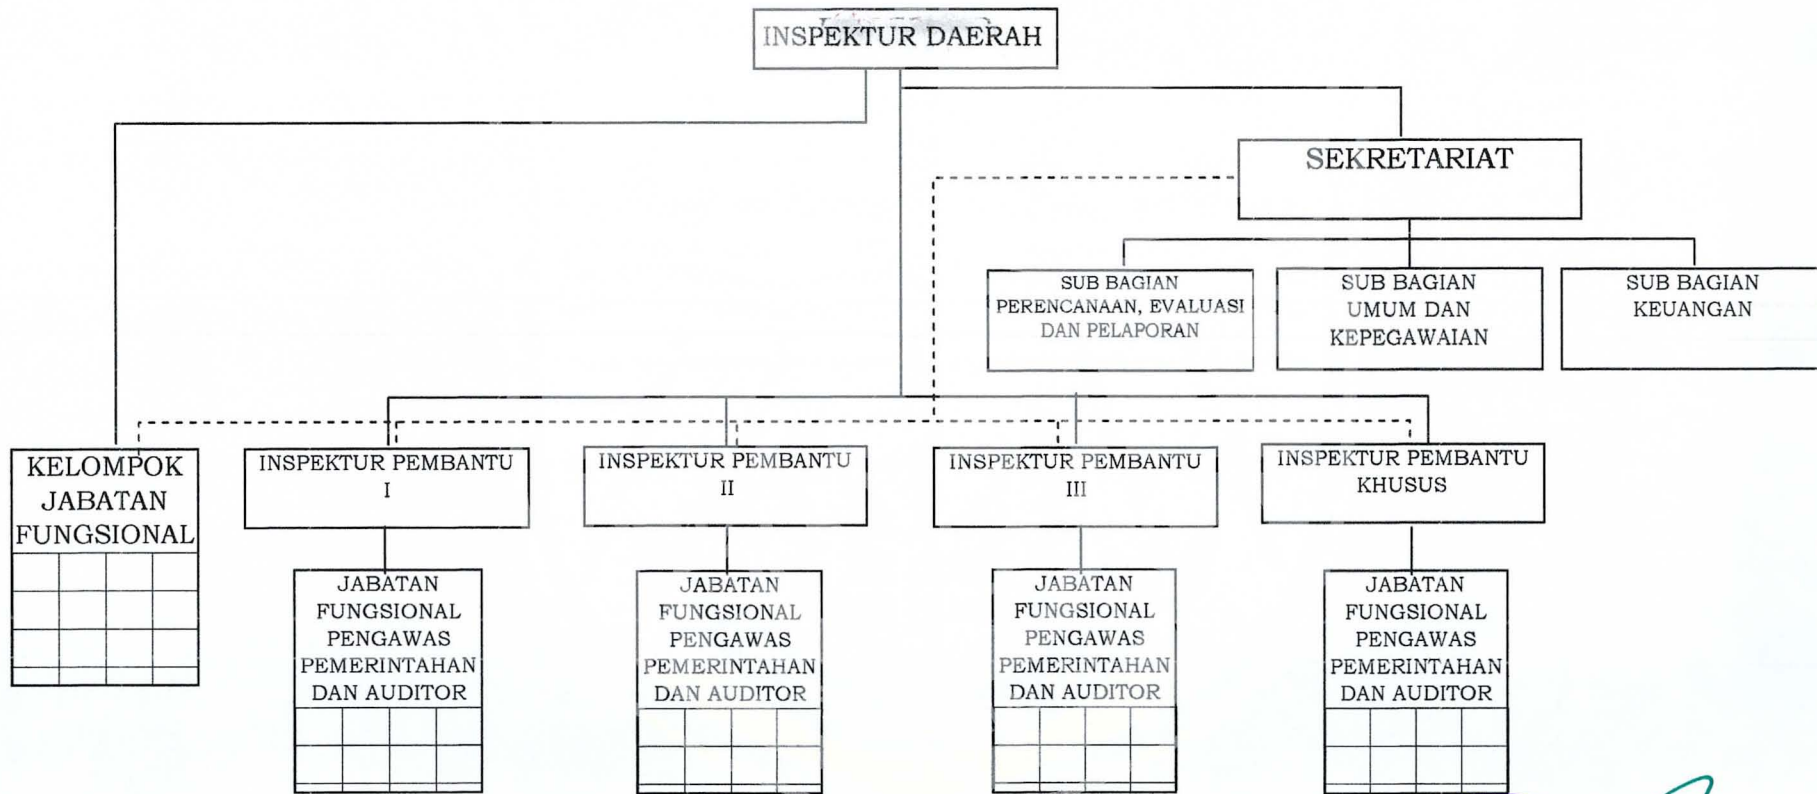 INSPEKTUR DAERAH
SEKRETARIAT
SUB BAGIAN
PERENCANAAN, EVALUASI
DAN PELAPORAN
SUB BAGIAN
UMUM DAN
KEPEGAWAIAN
SUB BAGIAN
KEUANGAN
KELOMPOK
JABATAN
FUNGSIONAL
INSPEKTUR PEMBANTU
I
INSPEKTUR PEMBANTU
II
INSPEKTUR PEMBANTU
III
INSPEKTUR PEMBANTU
KHUSUS
JABATAN
FUNGSIONAL
PENGAWAS
PEMERINTAHAN
DAN AUDITOR
JABATAN
FUNGSIONAL
PENGAWAS
PEMERINTAHAN
DAN AUDITOR
JABATAN
FUNGSIONAL
PENGAWAS
PEMERINTAHAN
DAN AUDITOR
JABATAN
FUNGSIONAL
PENGAWAS
PEMERINTAHAN
DAN AUDITOR